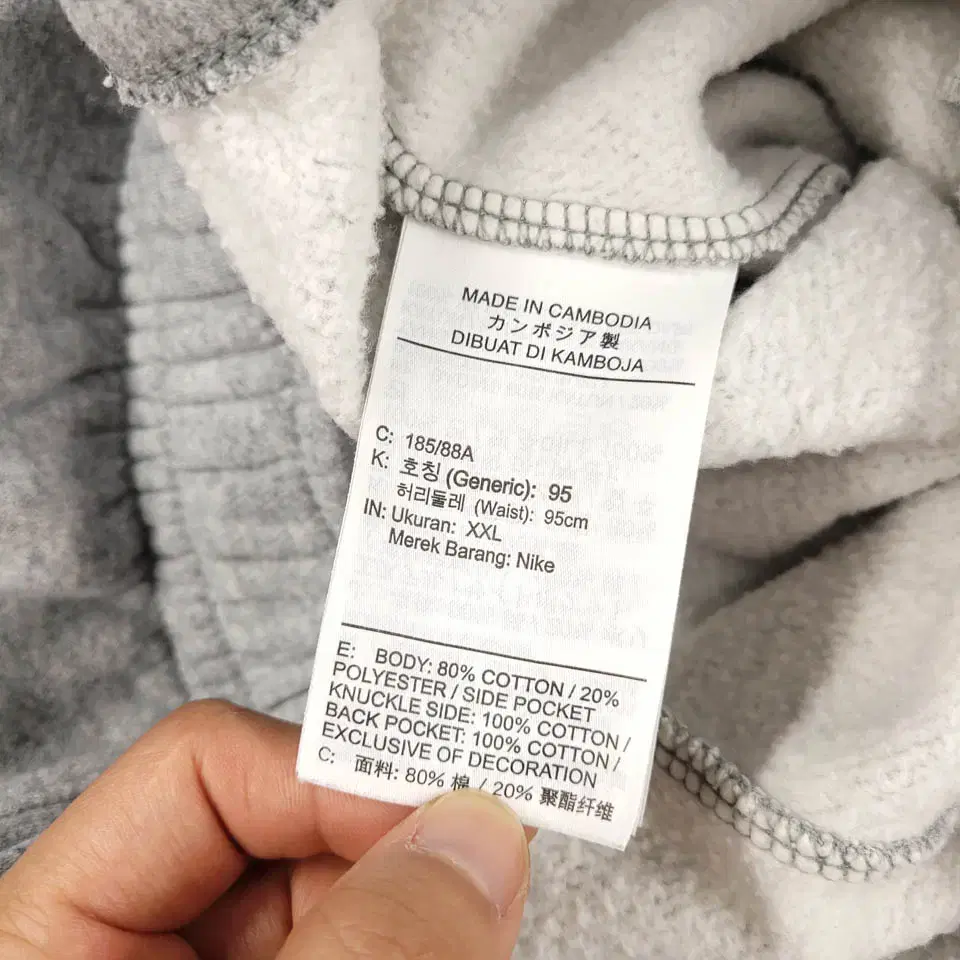 MADE IN CAMBODIA
カンボジア製
DIBUAT DI KAMBOJA
C: 185/88A
K: 호칭 (Generic): 95
허리둘레 (Waist): 95cm
IN: Ukuran: XXL
Merek Barang: Nike
E: BODY: 80% COTTON / 20%
POLYESTER / SIDE POCKET
KNUCKLE SIDE: 100% COTTON /
BACK POCKET: 100% COTTON /
EXCLUSIVE OF DECORATION
C: 面料: 80% 棉 / 20% 聚酯纤维